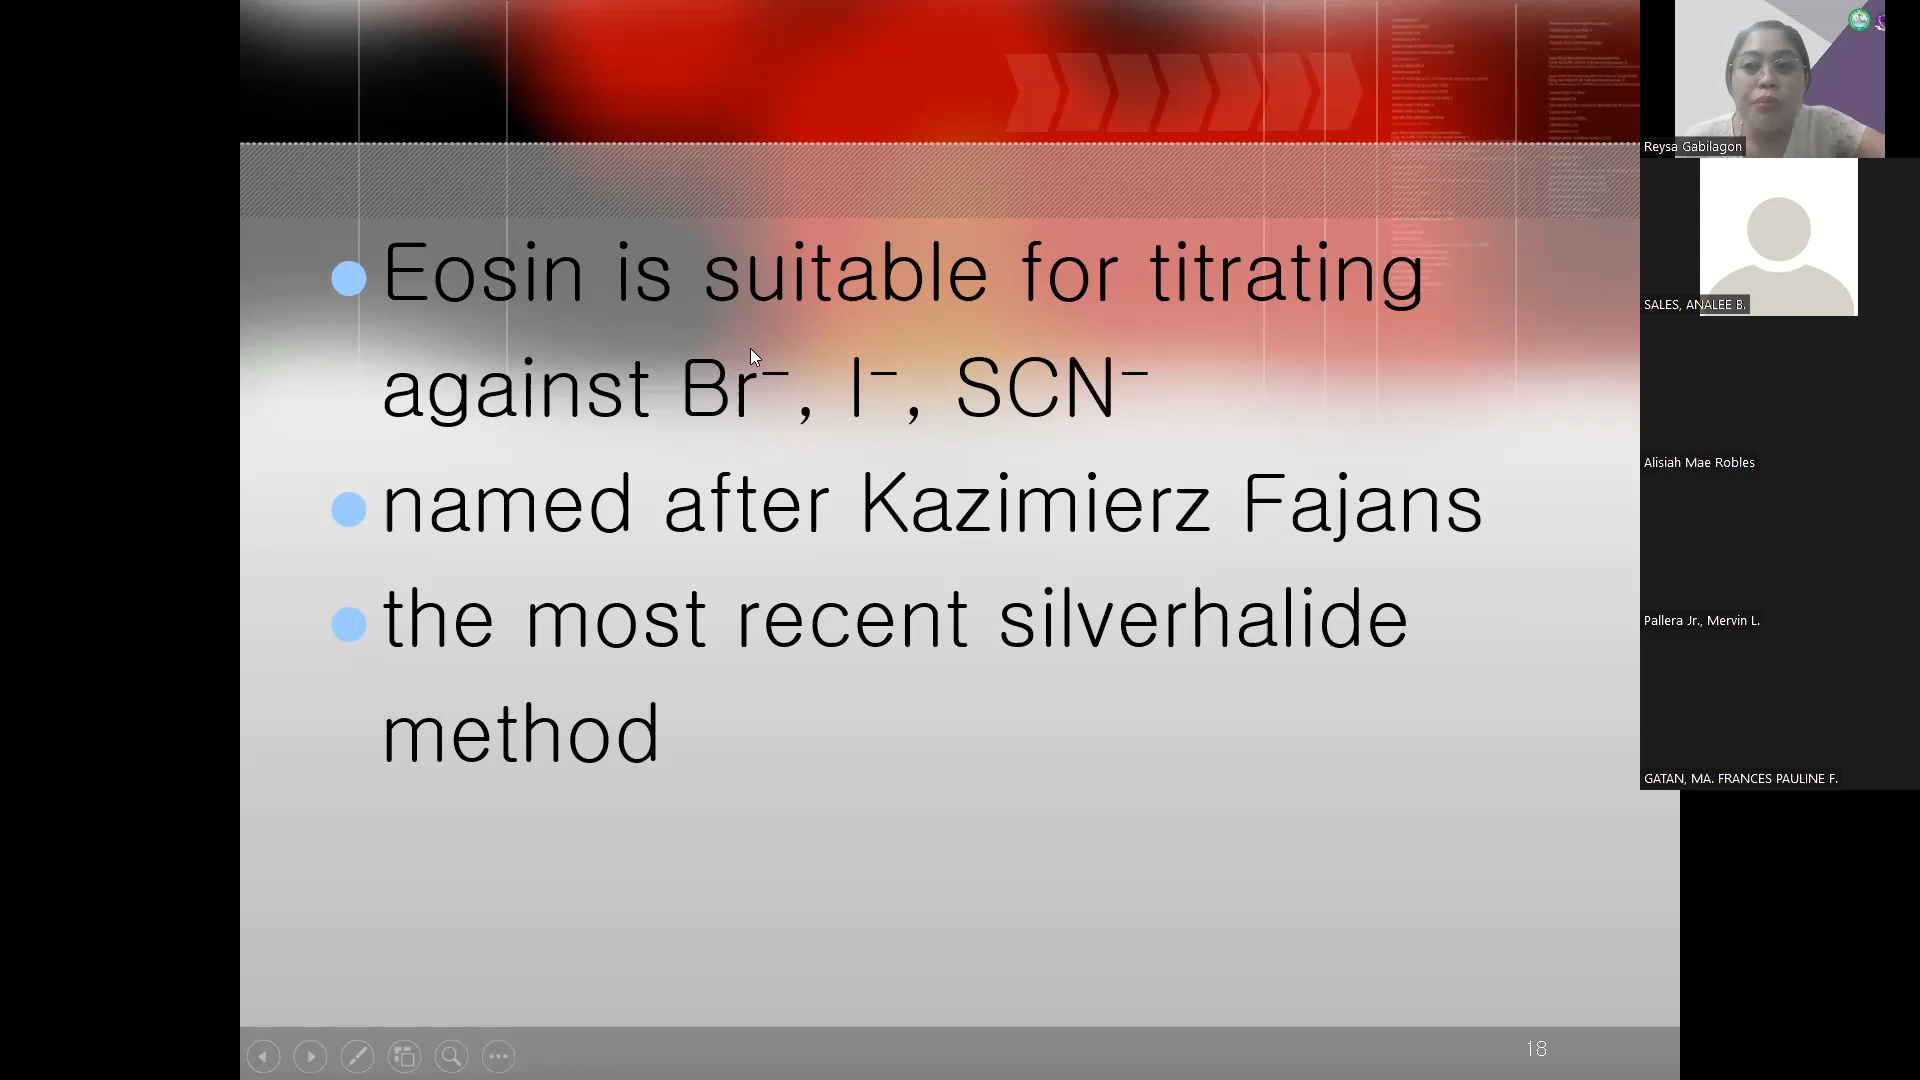 Eosin is suitable for titrating
against Br⁻, I⁻, SCN⁻
named after Kazimierz Fajans
the most recent silverhalide
method
18
Reysa Gabilagon
SALES, ANALEE B.
Alisiah Mae Robles
Pallera Jr., Mervin L.
GATAN, MA. FRANCES PAULINE F.